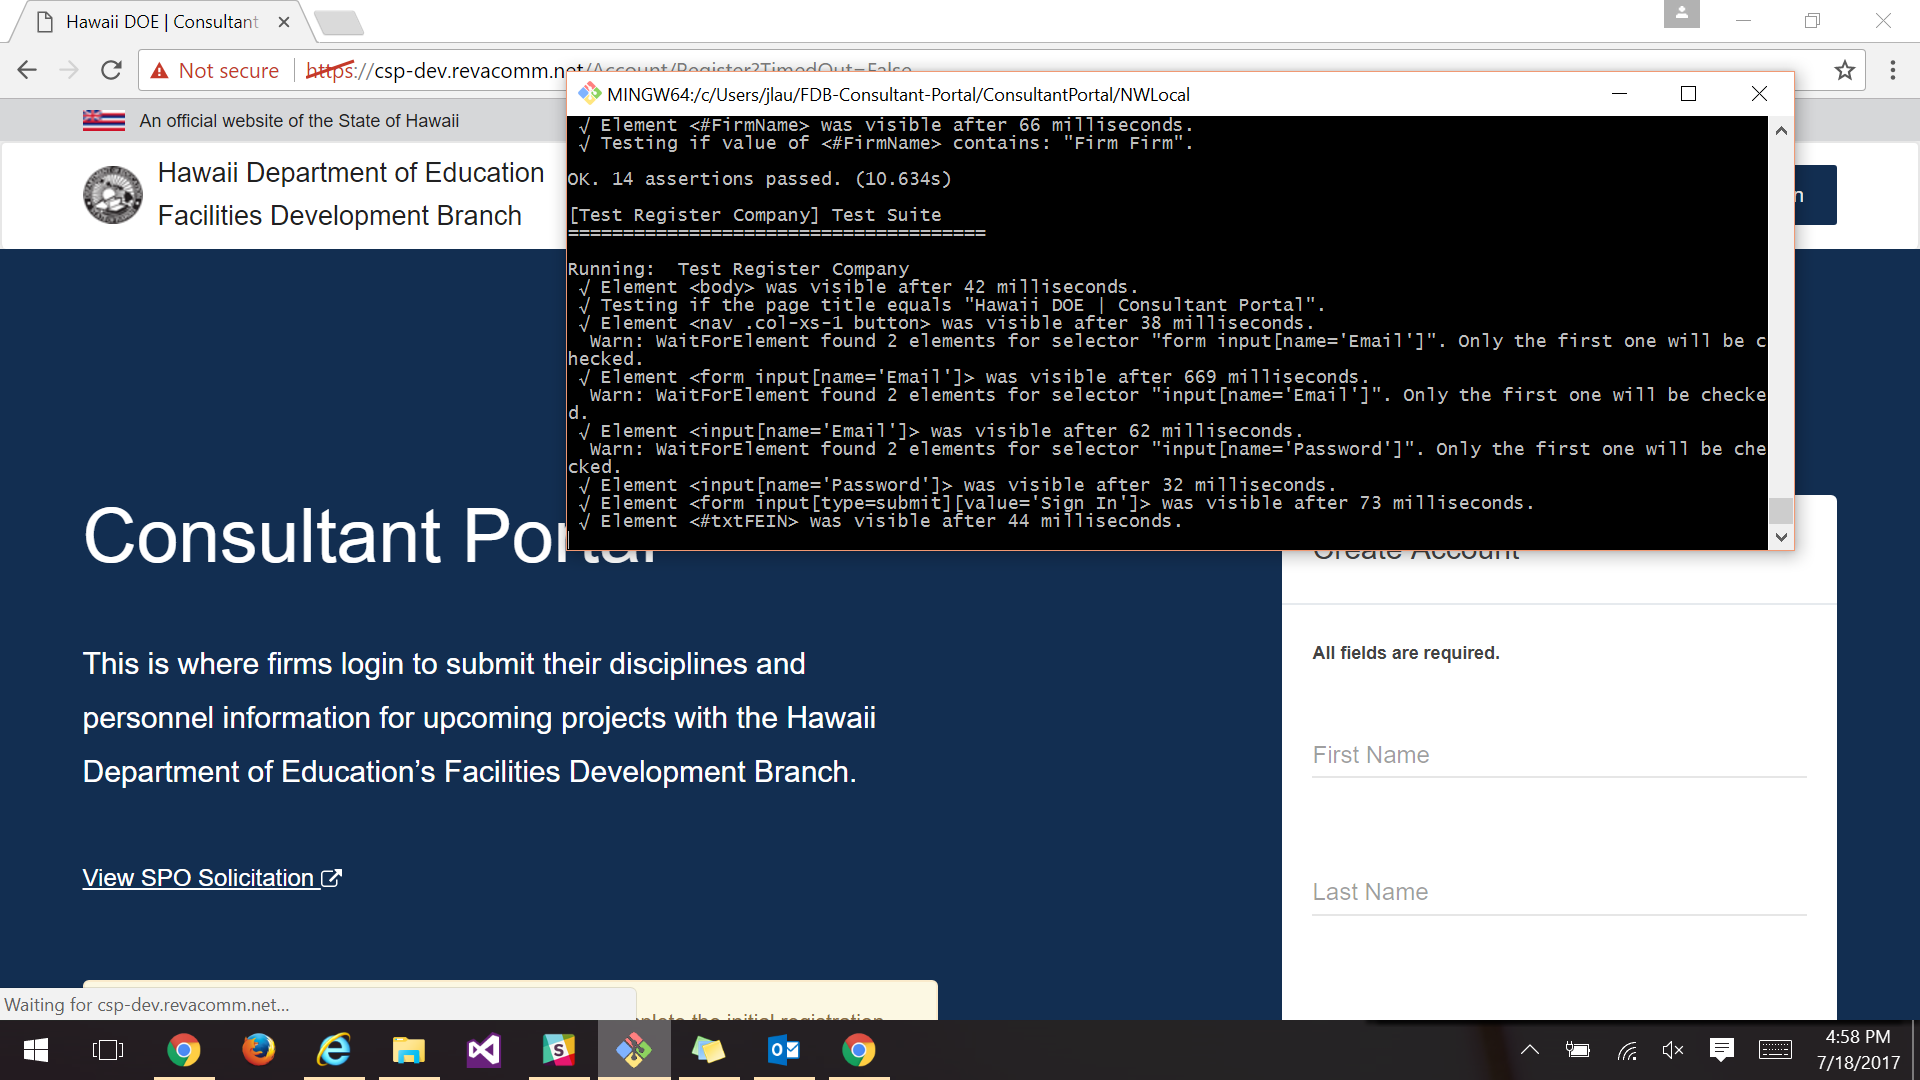 Hawaii DOE | Consultant
Not secure
https://csp-dev.revacomm.net/Account/Register?TimedOut=False
MINGW64:/c/Users/jlau/FDB-Consultant-Portal/ConsultantPortal/NWLocal
An official website of the State of Hawaii
Hawaii Department of Education
Facilities Development Branch
√ Element <#FirmName> was visible after 66 milliseconds.
√ Testing if value of <#FirmName> contains: "Firm Firm".
OK. 14 assertions passed. (10.634s)
[Test Register Company] Test Suite
======================================
Running:  Test Register Company
√ Element <body> was visible after 42 milliseconds.
√ Testing if the page title equals "Hawaii DOE | Consultant Portal".
√ Element <nav .col-xs-1 button> was visible after 38 milliseconds.
Warn: WaitForElement found 2 elements for selector "form input[name='Email']". Only the first one will be c
hecked.
√ Element <form input[name='Email']> was visible after 669 milliseconds.
Warn: WaitForElement found 2 elements for selector "input[name='Email']". Only the first one will be checke
d.
√ Element <input[name='Email']> was visible after 62 milliseconds.
Warn: WaitForElement found 2 elements for selector "input[name='Password']". Only the first one will be che
cked.
√ Element <input[name='Password']> was visible after 32 milliseconds.
√ Element <form input[type=submit][value='Sign In']> was visible after 73 milliseconds.
√ Element <#txtFEIN> was visible after 44 milliseconds.
Consultant Portal
This is where firms login to submit their disciplines and
personnel information for upcoming projects with the Hawaii
Department of Education’s Facilities Development Branch.
View SPO Solicitation
Create Account
All fields are required.
First Name
Last Name
the initial registration
Waiting for csp-dev.revacomm.net...
4:58 PM
7/18/2017